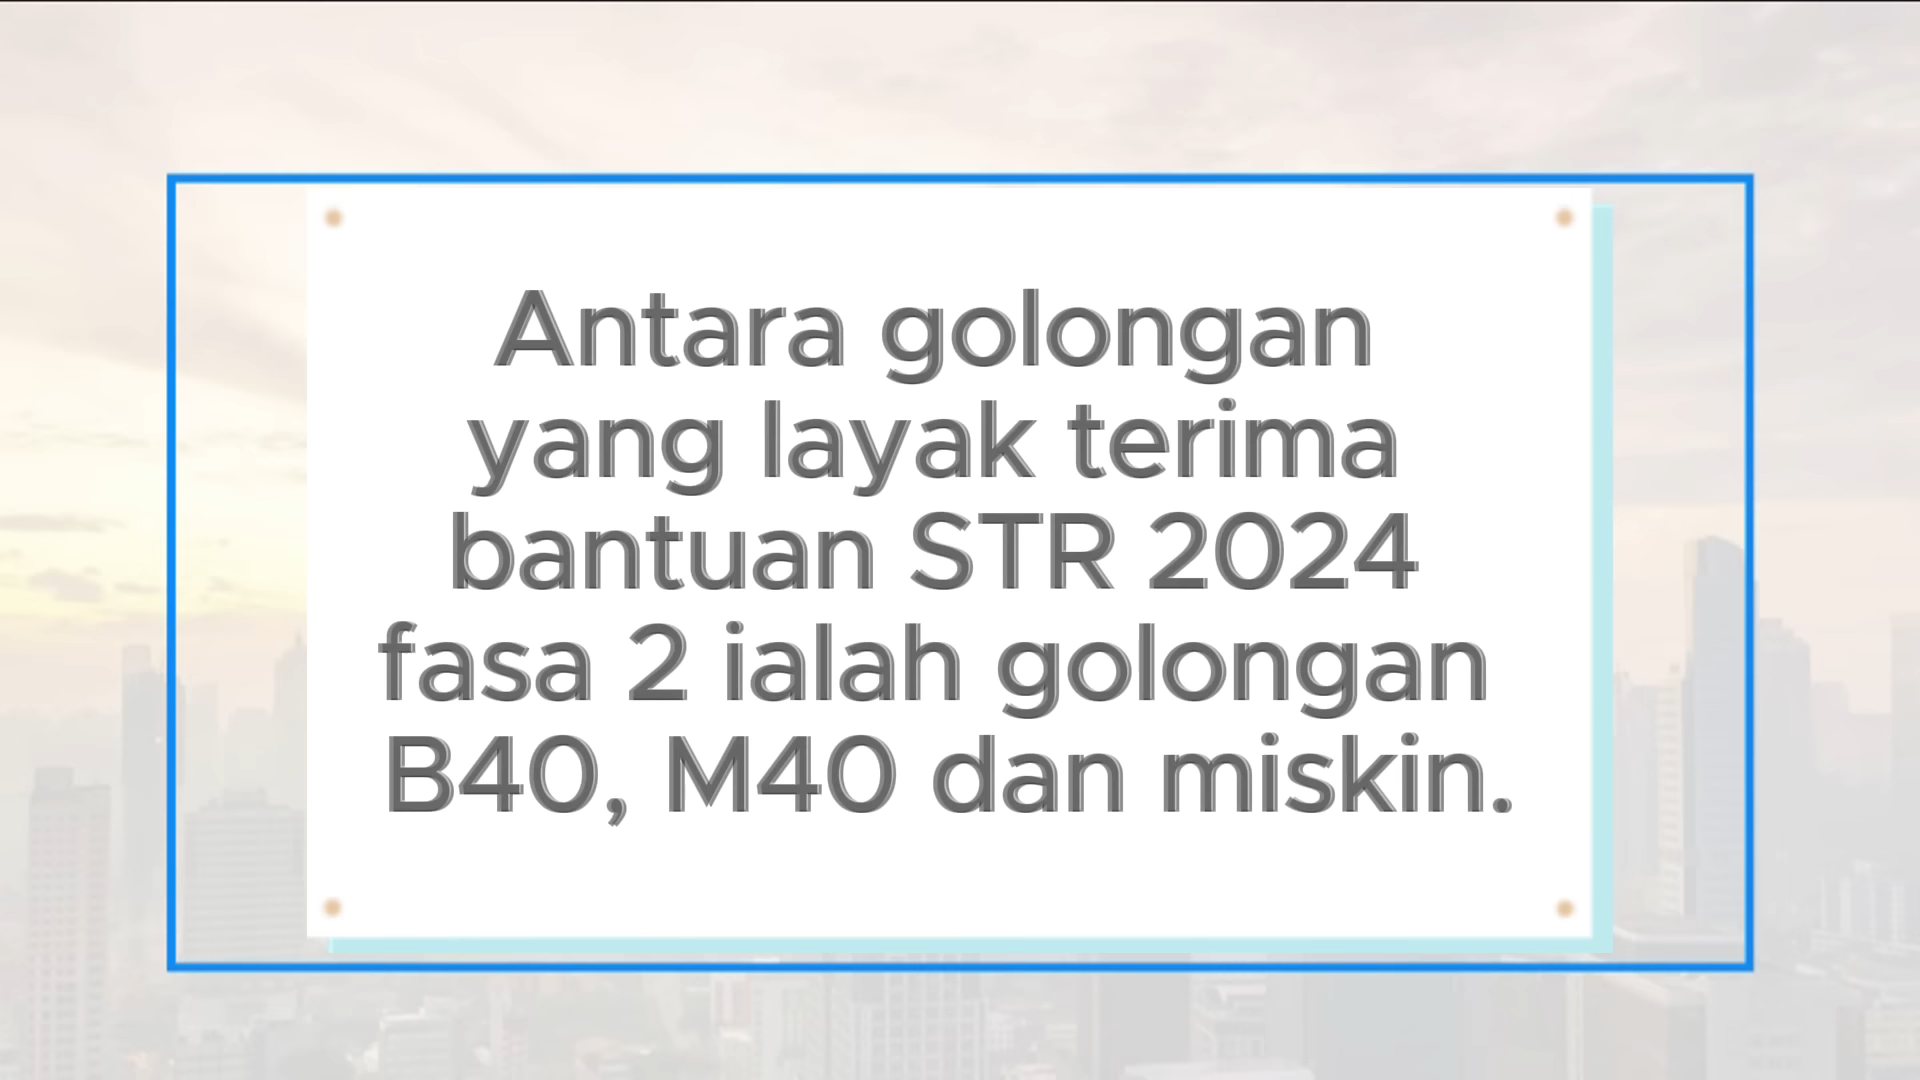 Antara golongan
yang layak terima
bantuan STR 2024
fasa 2 ialah golongan
B40, M40 dan miskin.